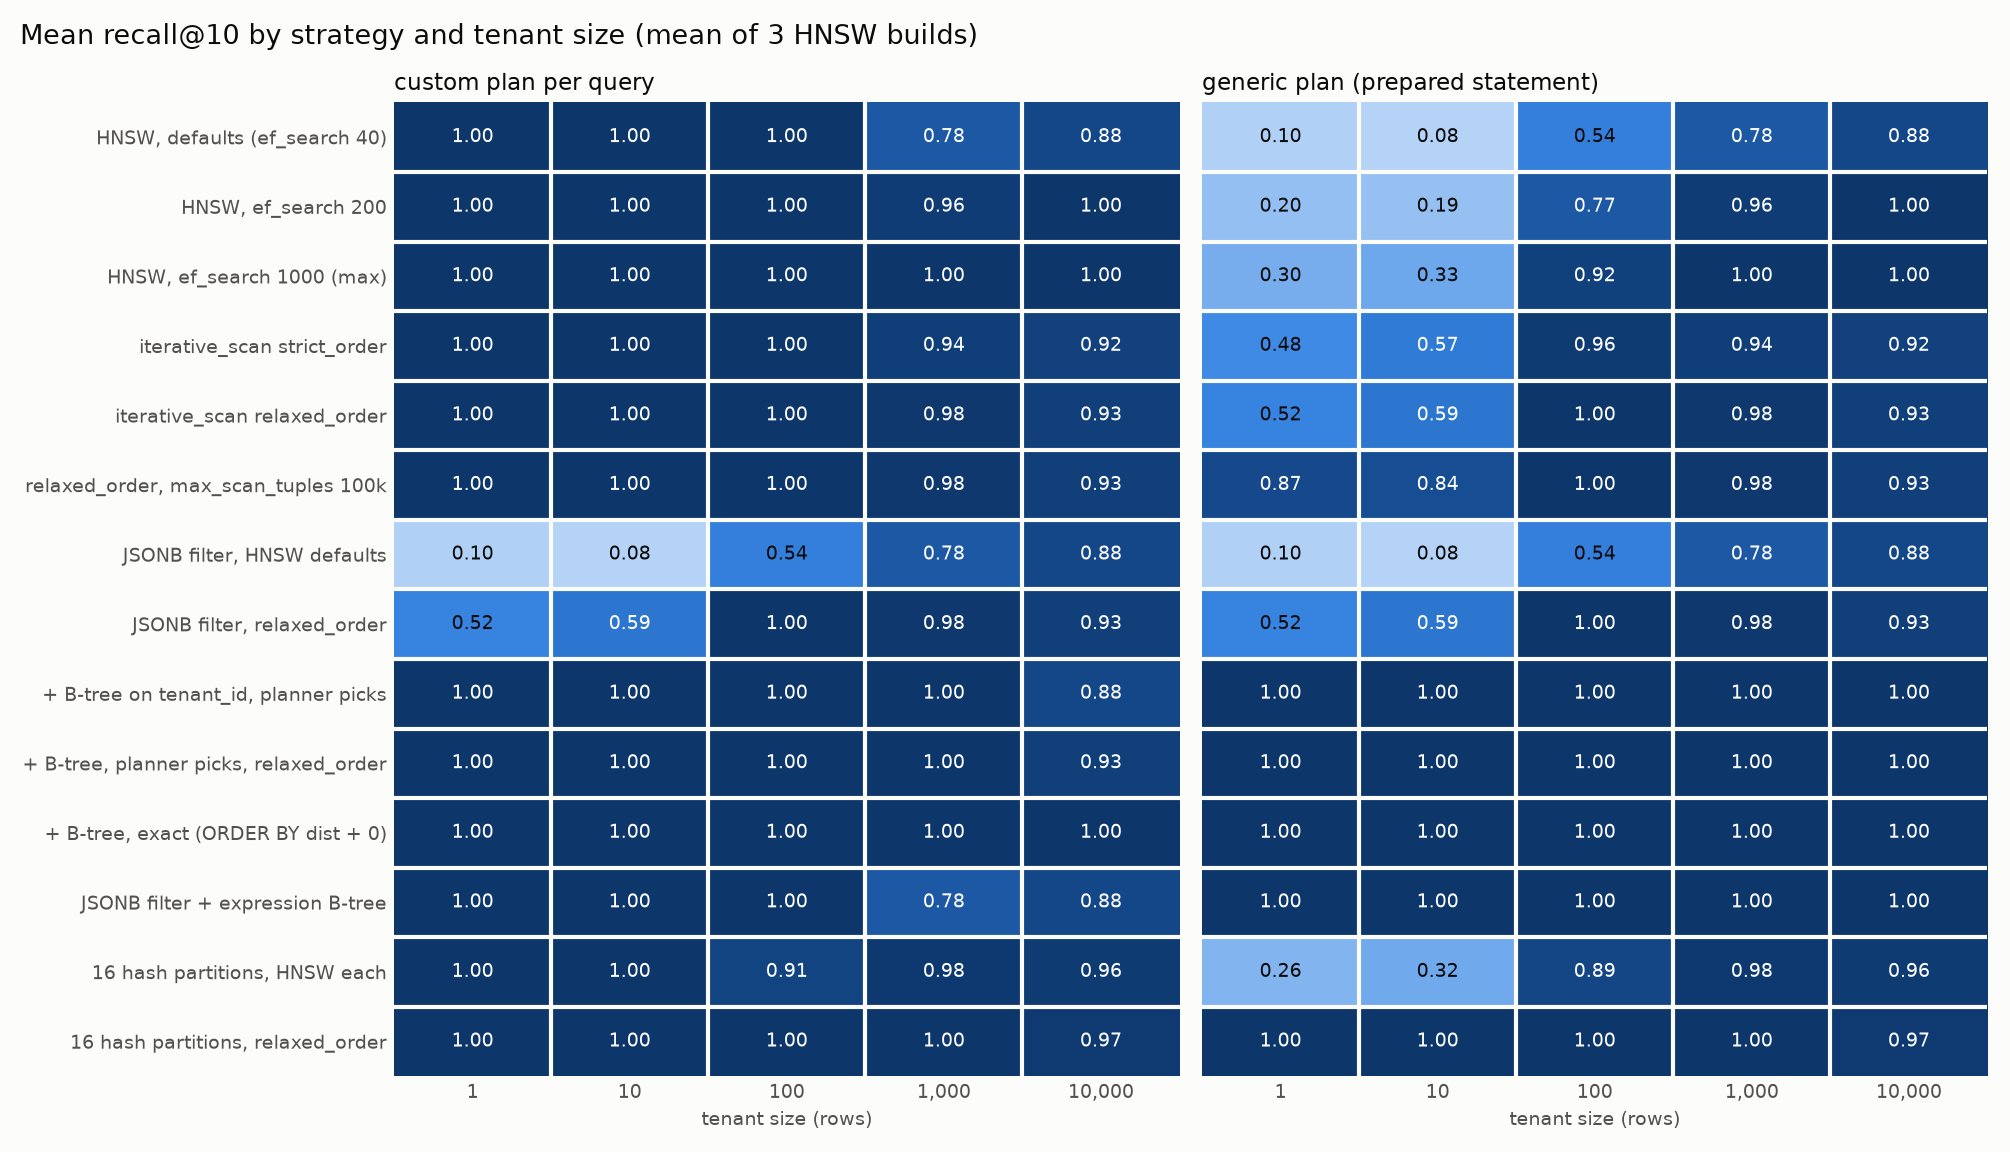 Mean recall@10 by strategy and tenant size (mean of 3 HNSW builds)
custom plan per query generic plan (prepared statement)
HNSW, defaults (ef_search 40) 1.00 1.00 1.00 0.78 0.88 0.10 0.08 0.54 0.78 0.88
HNSW, ef_search 200 1.00 1.00 1.00 0.96 1.00 0.20 0.19 0.77 0.96 1.00
HNSW, ef_search 1000 (max) 1.00 1.00 1.00 1.00 1.00 0.30 0.33 0.92 1.00 1.00
iterative_scan strict_order 1.00 1.00 1.00 0.94 0.92 0.48 0.57 0.96 0.94 0.92
iterative_scan relaxed_order 1.00 1.00 1.00 0.98 0.93 0.52 0.59 1.00 0.98 0.93
relaxed_order, max_scan_tuples 100k 1.00 1.00 1.00 0.98 0.93 0.87 0.84 1.00 0.98 0.93
JSONB filter, HNSW defaults 0.10 0.08 0.54 0.78 0.88 0.10 0.08 0.54 0.78 0.88
JSONB filter, relaxed_order 0.52 0.59 1.00 0.98 0.93 0.52 0.59 1.00 0.98 0.93
+ B-tree on tenant_id, planner picks 1.00 1.00 1.00 1.00 0.88 1.00 1.00 1.00 1.00 1.00
+ B-tree, planner picks, relaxed_order 1.00 1.00 1.00 1.00 0.93 1.00 1.00 1.00 1.00 1.00
+ B-tree, exact (ORDER BY dist + 0) 1.00 1.00 1.00 1.00 1.00 1.00 1.00 1.00 1.00 1.00
JSONB filter + expression B-tree 1.00 1.00 1.00 0.78 0.88 1.00 1.00 1.00 1.00 1.00
16 hash partitions, HNSW each 1.00 1.00 0.91 0.98 0.96 0.26 0.32 0.89 0.98 0.96
16 hash partitions, relaxed_order 1.00 1.00 1.00 1.00 0.97 1.00 1.00 1.00 1.00 0.97
1 10 100 1,000 10,000 1 10 100 1,000 10,000
tenant size (rows) tenant size (rows)